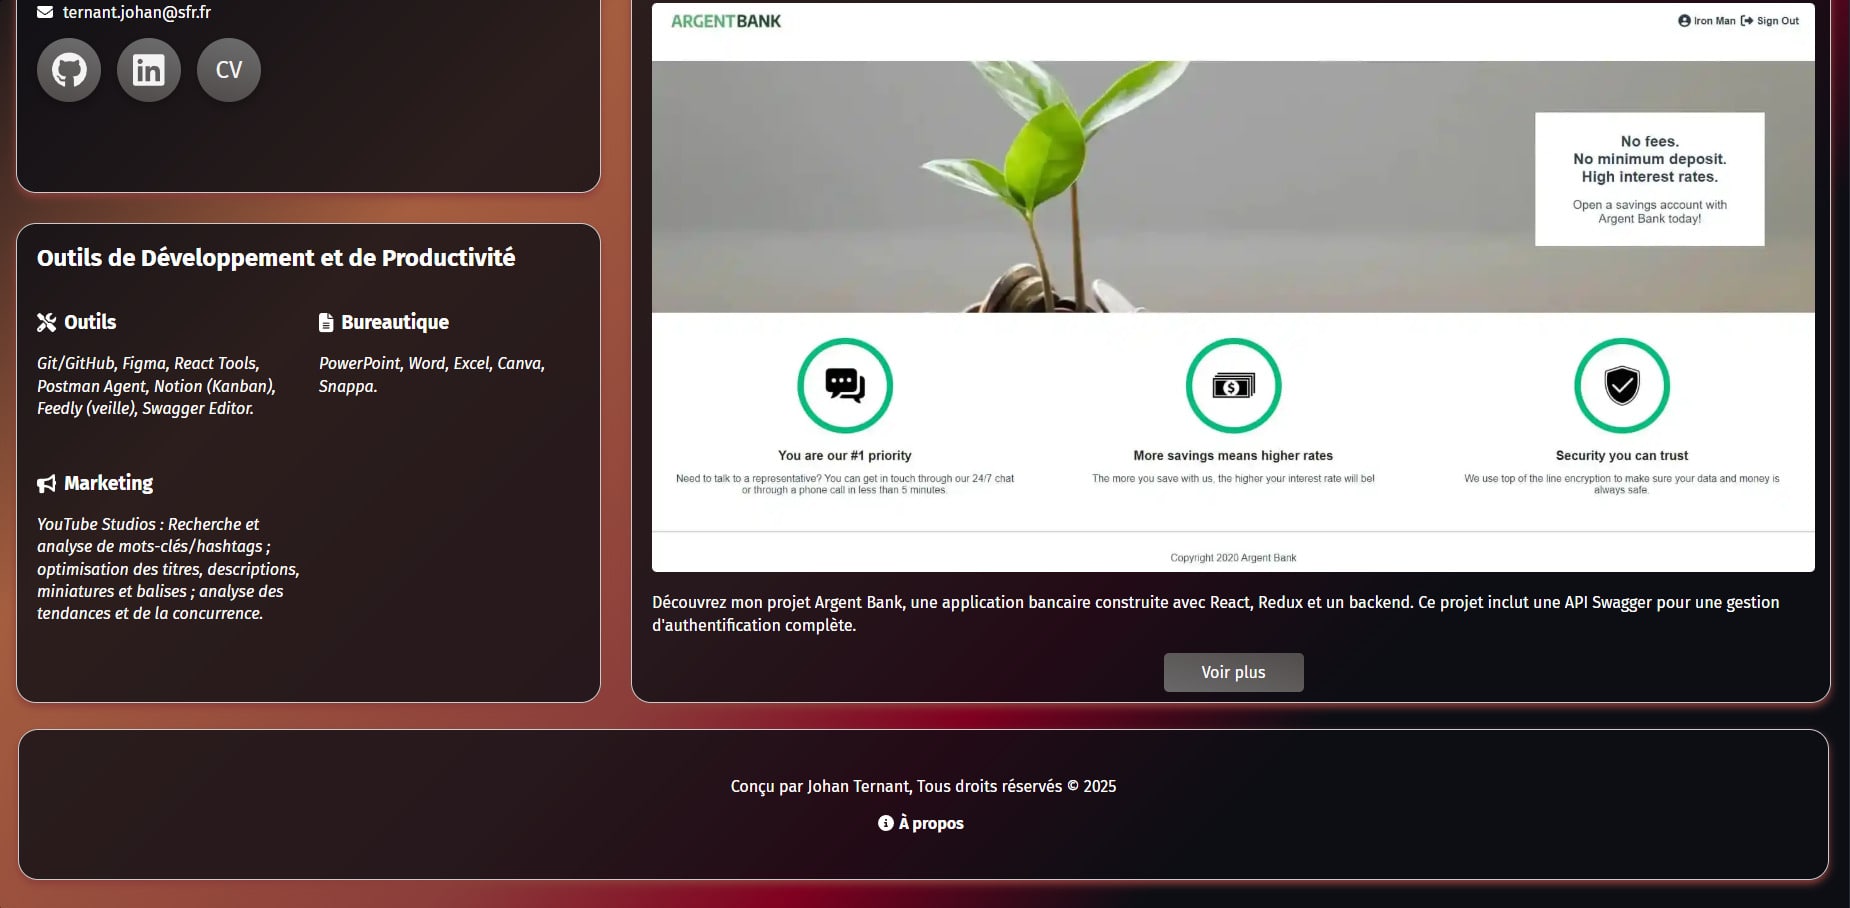 ternant.johan@sfr.fr
CV
Outils de Développement et de Productivité
Outils
Git/GitHub, Figma, React Tools,
Postman Agent, Notion (Kanban),
Feedly (veille), Swagger Editor.
Bureautique
PowerPoint, Word, Excel, Canva,
Snappa.
Marketing
YouTube Studios : Recherche et
analyse de mots-clés/hashtags ;
optimisation des titres, descriptions,
miniatures et balises ; analyse des
tendances et de la concurrence.
ARGENTBANK
Iron Man Sign Out
No fees.
No minimum deposit.
High interest rates.
Open a savings account with
Argent Bank today!
You are our #1 priority
Need to talk to a representative? You can get in touch through our 24/7 chat
or through a phone call in less than 5 minutes.
More savings means higher rates
The more you save with us, the higher your interest rate will be!
Security you can trust
We use top of the line encryption to make sure your data and money is
always safe.
Copyright 2020 Argent Bank
Découvrez mon projet Argent Bank, une application bancaire construite avec React, Redux et un backend. Ce projet inclut une API Swagger pour une gestion
d'authentification complète.
Voir plus
Conçu par Johan Ternant, Tous droits réservés © 2025
À propos